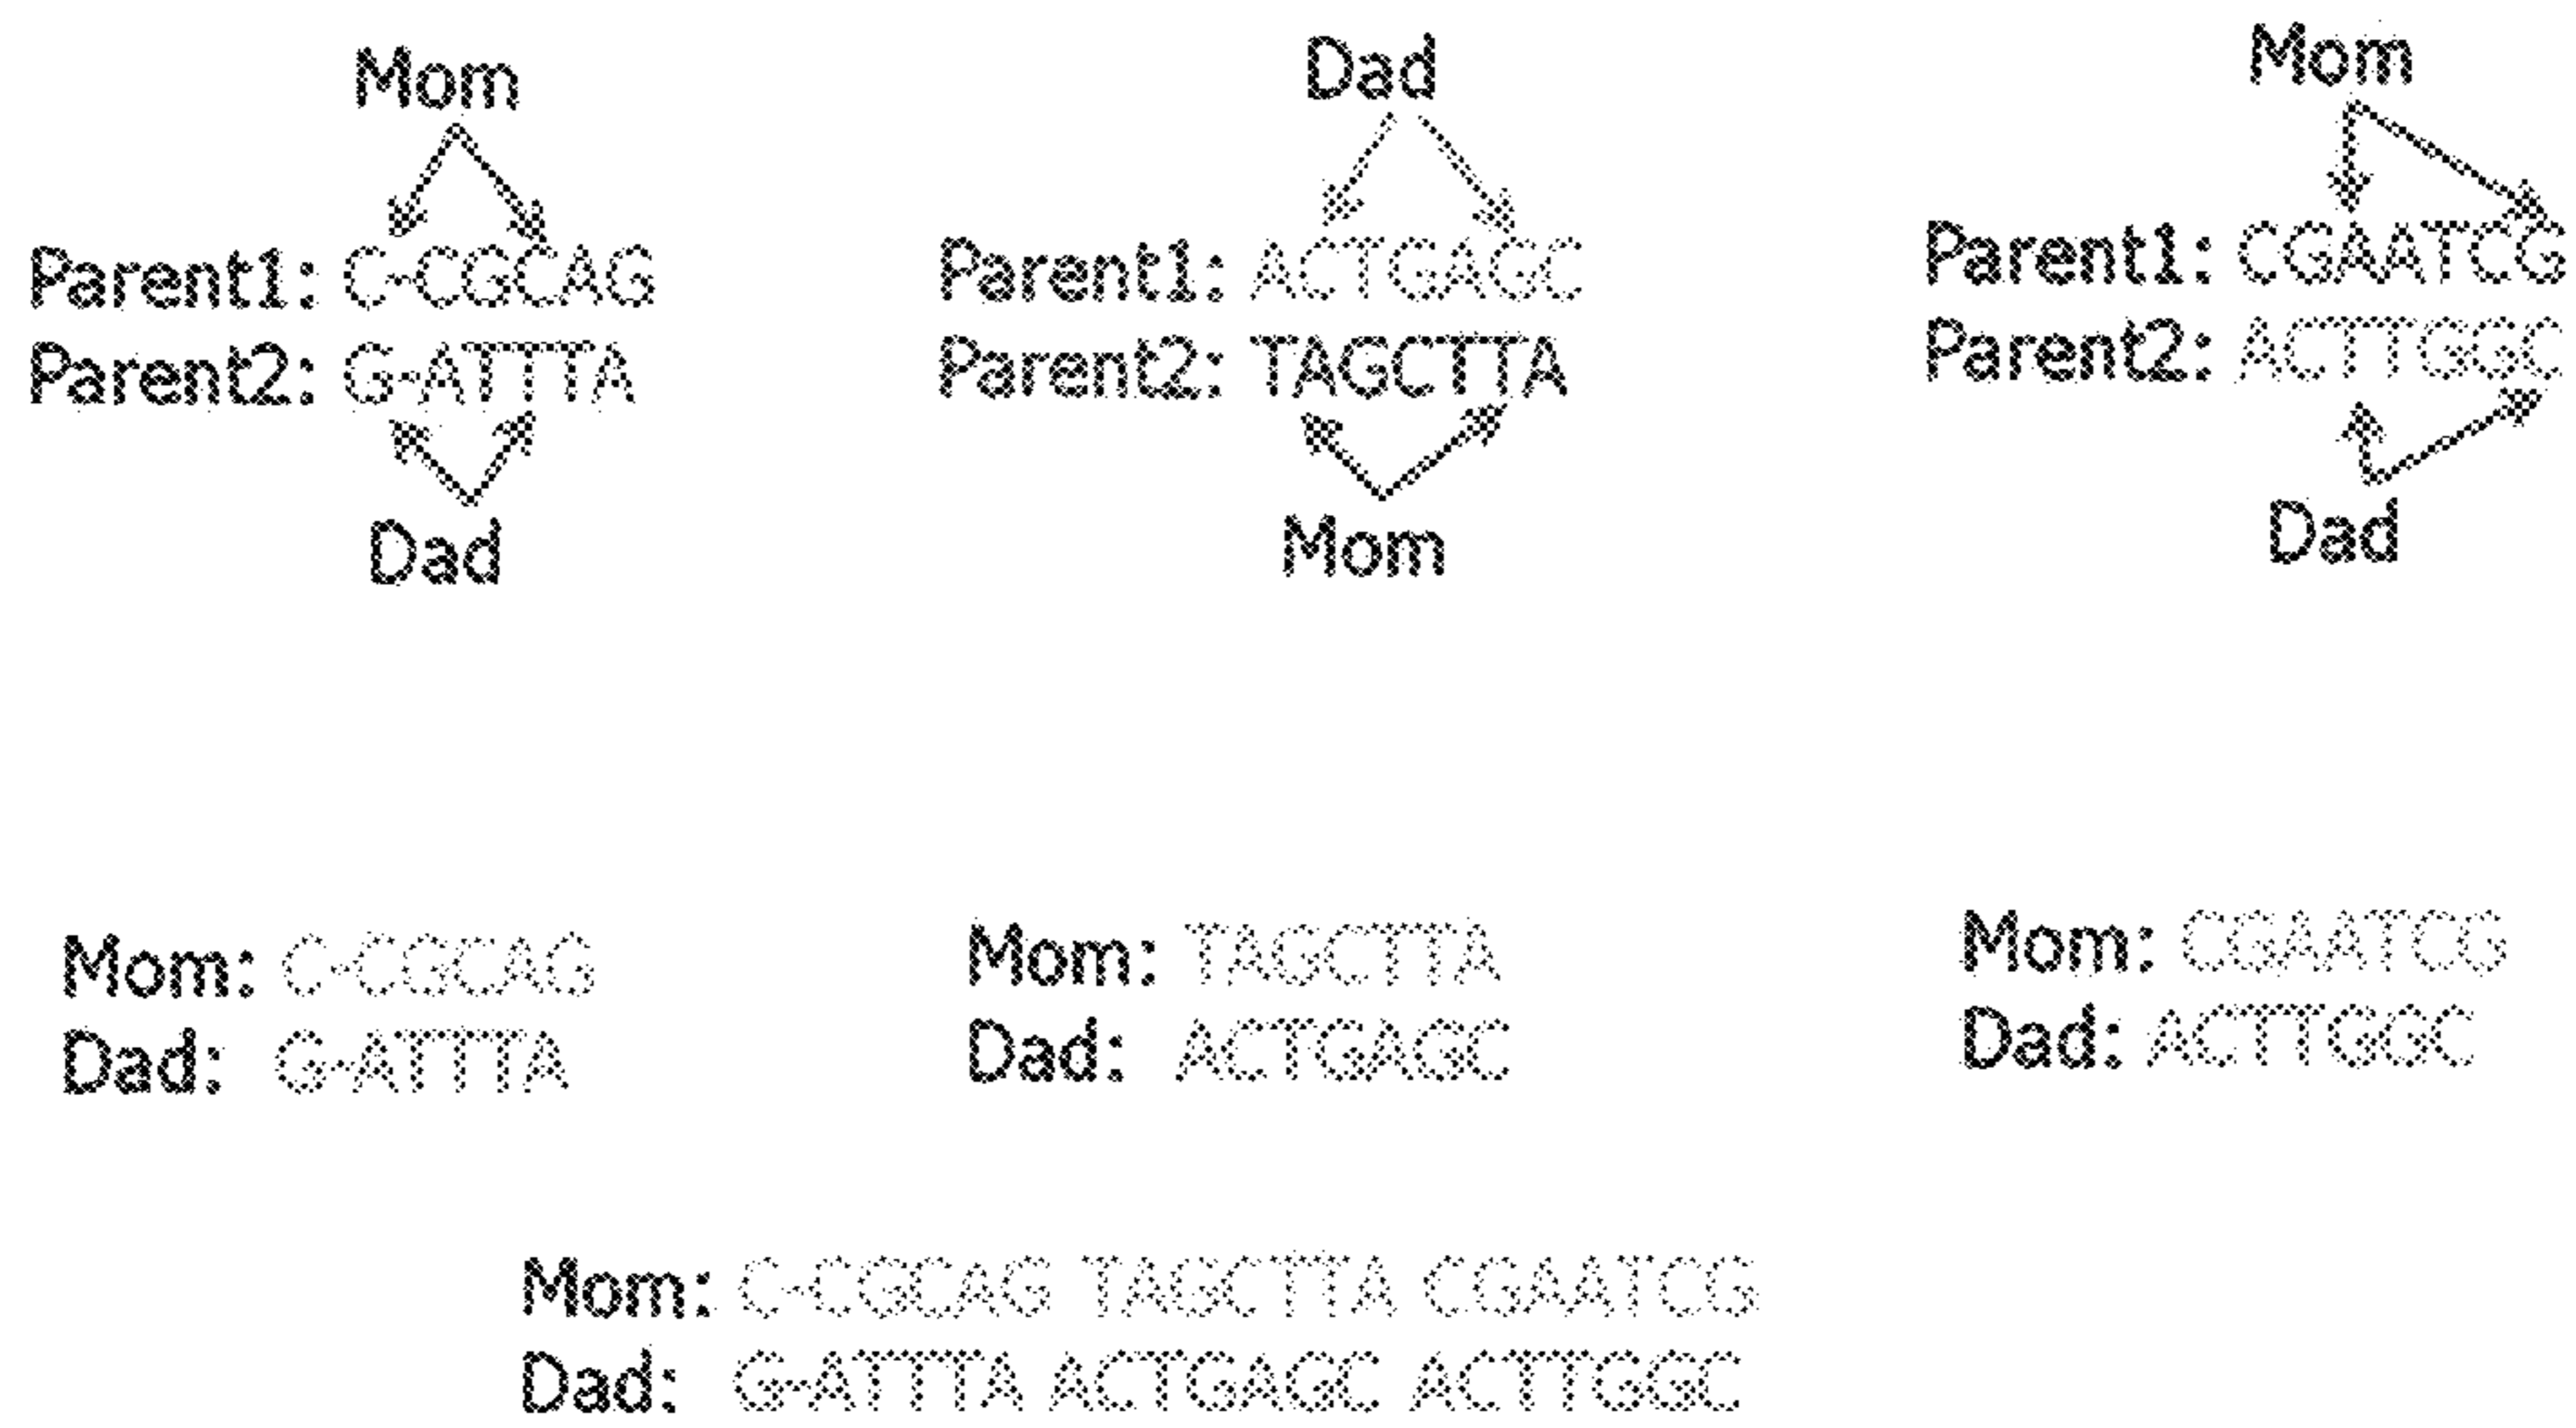 Mom
Dad
Mom
Parent1: C-CGCAG
Parent2: G-ATTTA
Parent1: ACTGAGC
Parent2: TAGCTTA
Parent1: CGAATCG
Parent2: ACTTGGC
Dad
Mom
Dad
Mom: C-CGCAG
Dad: G-ATTTA
Mom: TAGCTTA
Dad: ACTGAGC
Mom: CGAATCG
Dad: ACTTGGC
Mom: C-CGCAG TAGCTTA CGAATCG
Dad: G-ATTTA ACTGAGC ACTTGGC